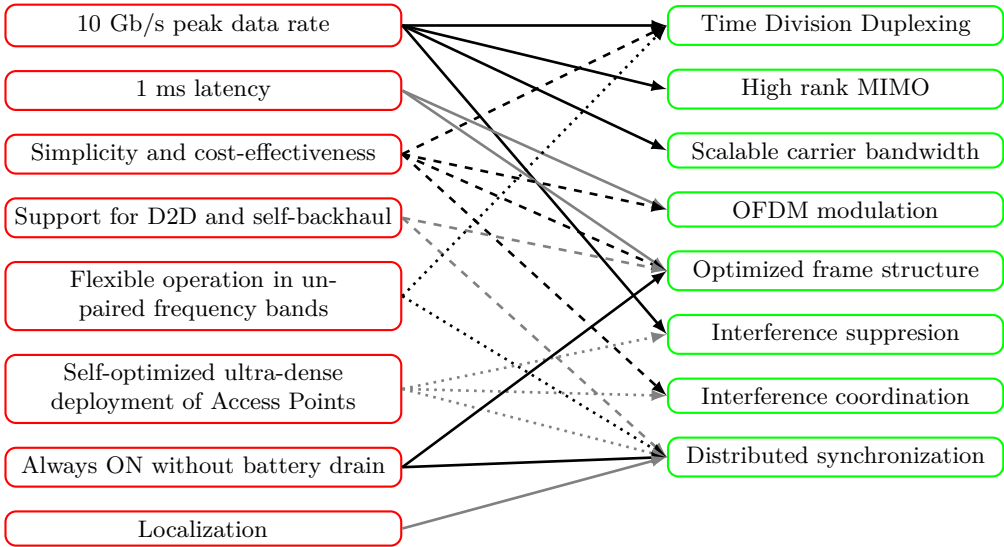 10 Gb/s peak data rate
1 ms latency
Simplicity and cost-effectiveness
Support for D2D and self-backhaul
Flexible operation in un-
paired frequency bands
Self-optimized ultra-dense
deployment of Access Points
Always ON without battery drain
Localization
Time Division Duplexing
High rank MIMO
Scalable carrier bandwidth
OFDM modulation
Optimized frame structure
Interference suppresion
Interference coordination
Distributed synchronization